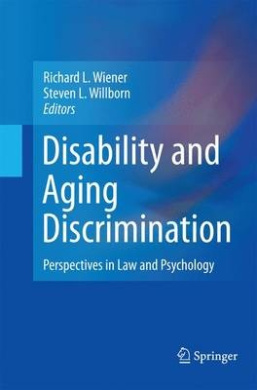 Richard L. Wiener
Steven L. Willborn
Editors
Disability and
Aging
Discrimination
Perspectives in Law and Psychology
Springer